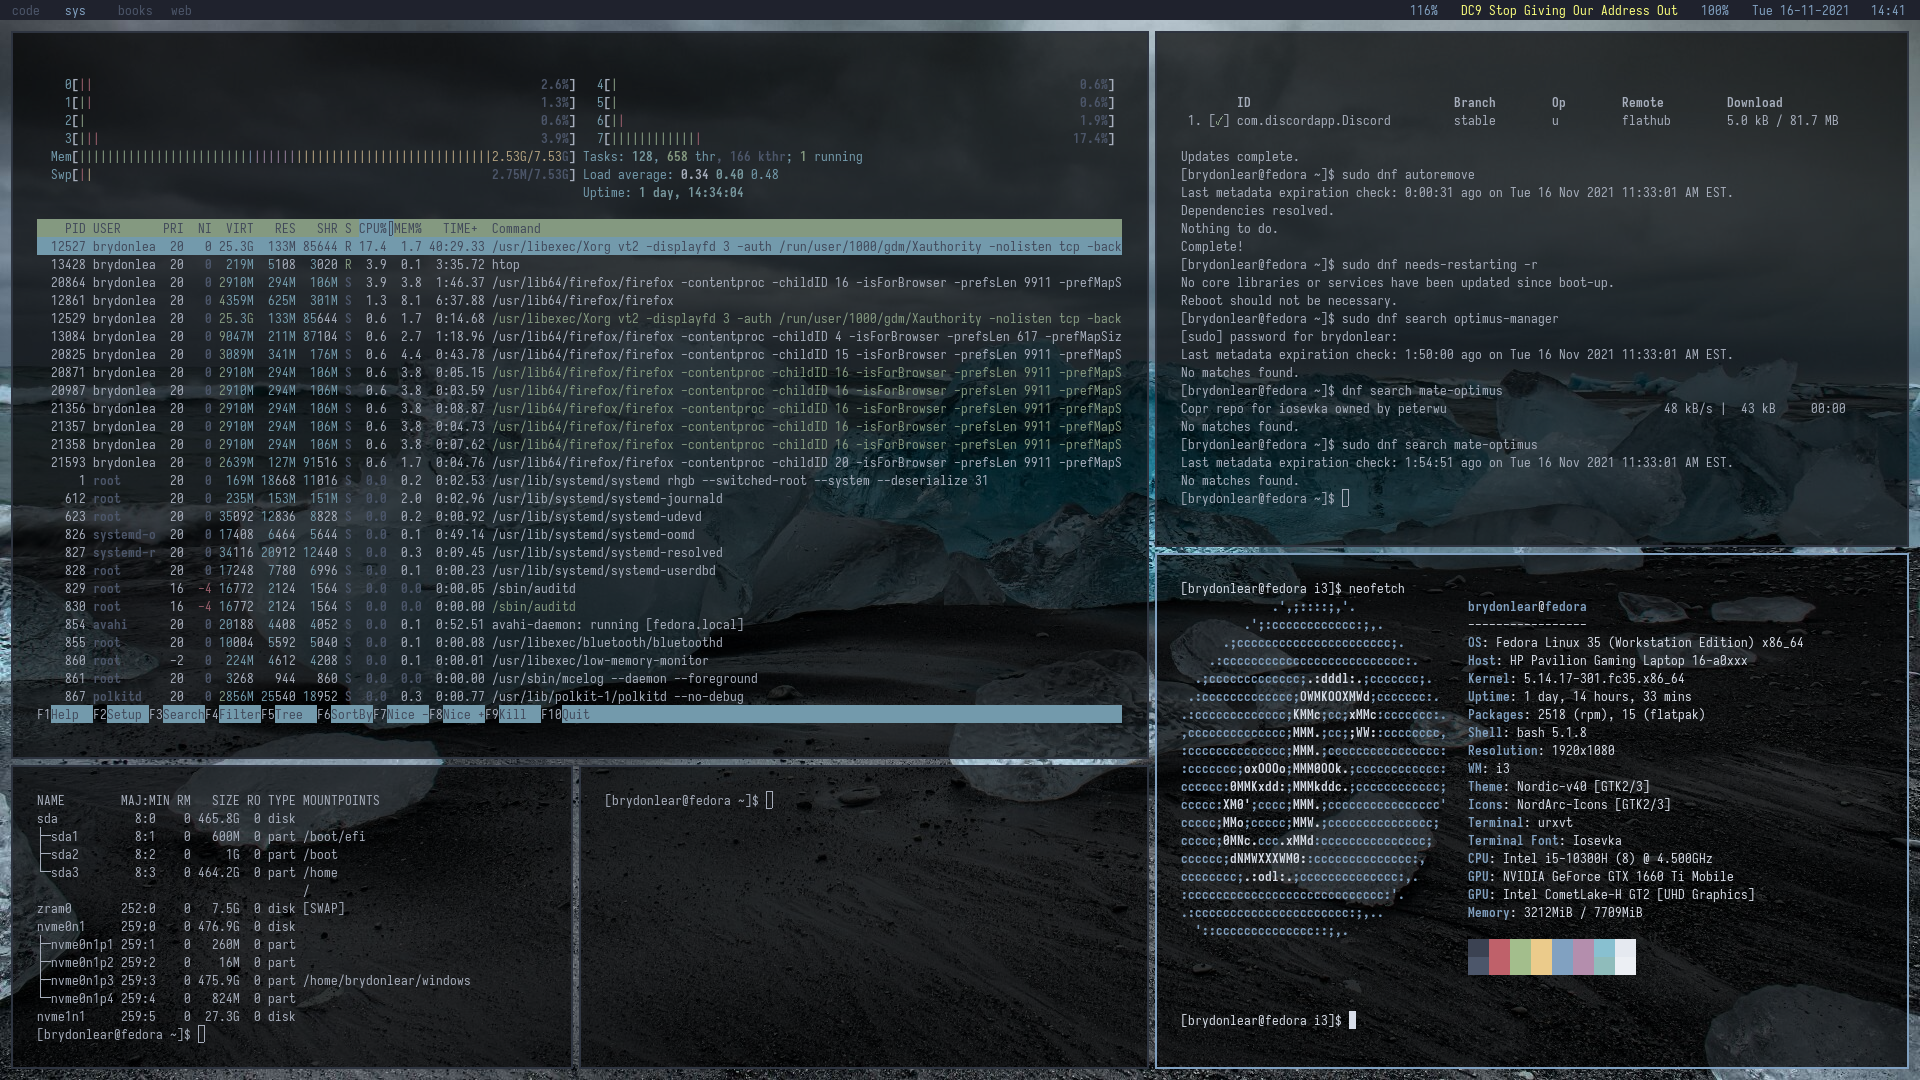 code sys books web 116% DC9 Stop Giving Our Address Out 100% Tue 16-11-2021 14:41
0[|| 2.6%] 4[| 0.6%]
1[|| 1.3%] 5[| 0.6%]
2[| 0.6%] 6[|| 1.9%]
3[||| 3.9%] 7[||||||||||||| 17.4%]
Mem[|||||||||||||||||||||||||||||||||||||||||||||||||||||||||||2.53G/7.53G] Tasks: 128, 658 thr, 166 kthr; 1 running
Swp[|| 2.75M/7.53G] Load average: 0.34 0.40 0.48
Uptime: 1 day, 14:34:04
PID USER PRI NI VIRT RES SHR S CPU% MEM% TIME+ Command
12527 brydonlea 20 0 25.3G 133M 85644 R 17.4 1.7 40:29.33 /usr/libexec/Xorg vt2 -displayfd 3 -auth /run/user/1000/gdm/Xauthority -nolisten tcp -back
13428 brydonlea 20 0 219M 5108 3020 R 3.9 0.1 3:35.72 htop
20864 brydonlea 20 0 2910M 294M 106M S 3.9 3.8 1:46.37 /usr/lib64/firefox/firefox -contentproc -childID 16 -isForBrowser -prefsLen 9911 -prefMapS
12861 brydonlea 20 0 4359M 625M 301M S 1.3 8.1 6:37.88 /usr/lib64/firefox/firefox
12529 brydonlea 20 0 25.3G 133M 85644 S 0.6 1.7 0:14.68 /usr/libexec/Xorg vt2 -displayfd 3 -auth /run/user/1000/gdm/Xauthority -nolisten tcp -back
13084 brydonlea 20 0 9047M 211M 87104 S 0.6 2.7 1:18.96 /usr/lib64/firefox/firefox -contentproc -childID 4 -isForBrowser -prefsLen 617 -prefMapSiz
20825 brydonlea 20 0 3089M 341M 176M S 0.6 4.4 0:43.78 /usr/lib64/firefox/firefox -contentproc -childID 15 -isForBrowser -prefsLen 9911 -prefMapS
20871 brydonlea 20 0 2910M 294M 106M S 0.6 3.8 0:05.15 /usr/lib64/firefox/firefox -contentproc -childID 16 -isForBrowser -prefsLen 9911 -prefMapS
20987 brydonlea 20 0 2910M 294M 106M S 0.6 3.8 0:03.59 /usr/lib64/firefox/firefox -contentproc -childID 16 -isForBrowser -prefsLen 9911 -prefMapS
21356 brydonlea 20 0 2910M 294M 106M S 0.6 3.8 0:08.87 /usr/lib64/firefox/firefox -contentproc -childID 16 -isForBrowser -prefsLen 9911 -prefMapS
21357 brydonlea 20 0 2910M 294M 106M S 0.6 3.8 0:04.73 /usr/lib64/firefox/firefox -contentproc -childID 16 -isForBrowser -prefsLen 9911 -prefMapS
21358 brydonlea 20 0 2910M 294M 106M S 0.6 3.8 0:07.62 /usr/lib64/firefox/firefox -contentproc -childID 16 -isForBrowser -prefsLen 9911 -prefMapS
21593 brydonlea 20 0 2639M 127M 91516 S 0.6 1.7 0:04.76 /usr/lib64/firefox/firefox -contentproc -childID 20 -isForBrowser -prefsLen 9911 -prefMapS
1 root 20 0 169M 18668 11016 S 0.0 0.2 0:02.53 /usr/lib/systemd/systemd rhgb --switched-root --system --deserialize 31
612 root 20 0 235M 153M 151M S 0.0 2.0 0:02.96 /usr/lib/systemd/systemd-journald
623 root 20 0 35092 12836 8828 S 0.0 0.2 0:00.92 /usr/lib/systemd/systemd-udevd
826 systemd-o 20 0 17408 6464 5644 S 0.0 0.1 0:49.14 /usr/lib/systemd/systemd-oomd
827 systemd-r 20 0 34116 20912 12440 S 0.0 0.3 0:09.45 /usr/lib/systemd/systemd-resolved
828 root 20 0 17248 7780 6996 S 0.0 0.1 0:00.23 /usr/lib/systemd/systemd-userdbd
829 root 16 -4 16772 2124 1564 S 0.0 0.0 0:00.05 /sbin/auditd
830 root 16 -4 16772 2124 1564 S 0.0 0.0 0:00.00 /sbin/auditd
854 avahi 20 0 20188 4408 4052 S 0.0 0.1 0:52.51 avahi-daemon: running [fedora.local]
855 root 20 0 10004 5592 5040 S 0.0 0.1 0:00.08 /usr/libexec/bluetooth/bluetoothd
860 root -2 0 224M 4612 4208 S 0.0 0.1 0:00.01 /usr/libexec/low-memory-monitor
861 root 20 0 3268 944 860 S 0.0 0.0 0:00.00 /usr/sbin/mcelog --daemon --foreground
867 polkitd 20 0 2856M 25540 18952 S 0.0 0.3 0:00.77 /usr/lib/polkit-1/polkitd --no-debug
F1Help F2Setup F3SearchF4FilterF5Tree F6SortByF7Nice -F8Nice +F9Kill F10Quit
ID Branch Op Remote Download
1. [✓] com.discordapp.Discord stable u flathub 5.0 kB / 81.7 MB
Updates complete.
[brydonlear@fedora ~]$ sudo dnf autoremove
Last metadata expiration check: 0:00:31 ago on Tue 16 Nov 2021 11:33:01 AM EST.
Dependencies resolved.
Nothing to do.
Complete!
[brydonlear@fedora ~]$ sudo dnf needs-restarting -r
No core libraries or services have been updated since boot-up.
Reboot should not be necessary.
[brydonlear@fedora ~]$ sudo dnf search optimus-manager
[sudo] password for brydonlear:
Last metadata expiration check: 1:50:00 ago on Tue 16 Nov 2021 11:33:01 AM EST.
No matches found.
[brydonlear@fedora ~]$ dnf search mate-optimus
Copr repo for iosevka owned by peterwu 48 kB/s | 43 kB 00:00
No matches found.
[brydonlear@fedora ~]$ sudo dnf search mate-optimus
Last metadata expiration check: 1:54:51 ago on Tue 16 Nov 2021 11:33:01 AM EST.
No matches found.
[brydonlear@fedora ~]$
NAME MAJ:MIN RM SIZE RO TYPE MOUNTPOINTS
sda 8:0 0 465.8G 0 disk
├─sda1 8:1 0 600M 0 part /boot/efi
├─sda2 8:2 0 1G 0 part /boot
└─sda3 8:3 0 464.2G 0 part /home
/
zram0 252:0 0 7.5G 0 disk [SWAP]
nvme0n1 259:0 0 476.9G 0 disk
├─nvme0n1p1 259:1 0 260M 0 part
├─nvme0n1p2 259:2 0 16M 0 part
├─nvme0n1p3 259:3 0 475.9G 0 part /home/brydonlear/windows
└─nvme0n1p4 259:4 0 824M 0 part
nvme1n1 259:5 0 27.3G 0 disk
[brydonlear@fedora ~]$
[brydonlear@fedora ~]$
[brydonlear@fedora i3]$ neofetch
brydonlear@fedora
-----------------
OS: Fedora Linux 35 (Workstation Edition) x86_64
Host: HP Pavilion Gaming Laptop 16-a0xxx
Kernel: 5.14.17-301.fc35.x86_64
Uptime: 1 day, 14 hours, 33 mins
Packages: 2518 (rpm), 15 (flatpak)
Shell: bash 5.1.8
Resolution: 1920x1080
WM: i3
Theme: Nordic-v40 [GTK2/3]
Icons: NordArc-Icons [GTK2/3]
Terminal: urxvt
Terminal Font: Iosevka
CPU: Intel i5-10300H (8) @ 4.500GHz
GPU: NVIDIA GeForce GTX 1660 Ti Mobile
GPU: Intel CometLake-H GT2 [UHD Graphics]
Memory: 3212MiB / 7709MiB
[brydonlear@fedora i3]$